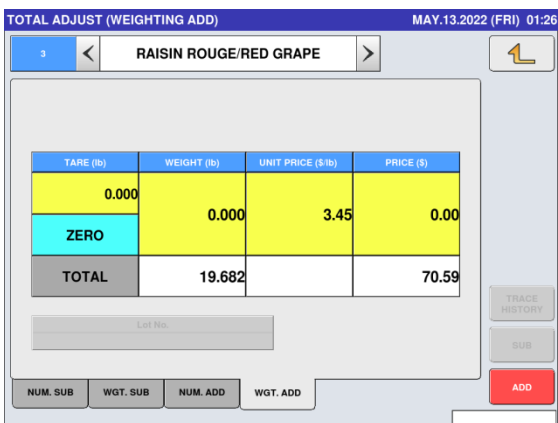 TOTAL ADJUST (WEIGHTING ADD) MAY.13.2022 (FRI) 01:26
3 < RAISIN ROUGE/RED GRAPE >
TARE (lb) WEIGHT (lb) UNIT PRICE ($/lb) PRICE ($)
0.000 0.000 3.45 0.00
ZERO
TOTAL 19.682 70.59
TRACE
HISTORY
Lot No.
SUB
NUM. SUB WGT. SUB NUM. ADD WGT. ADD ADD